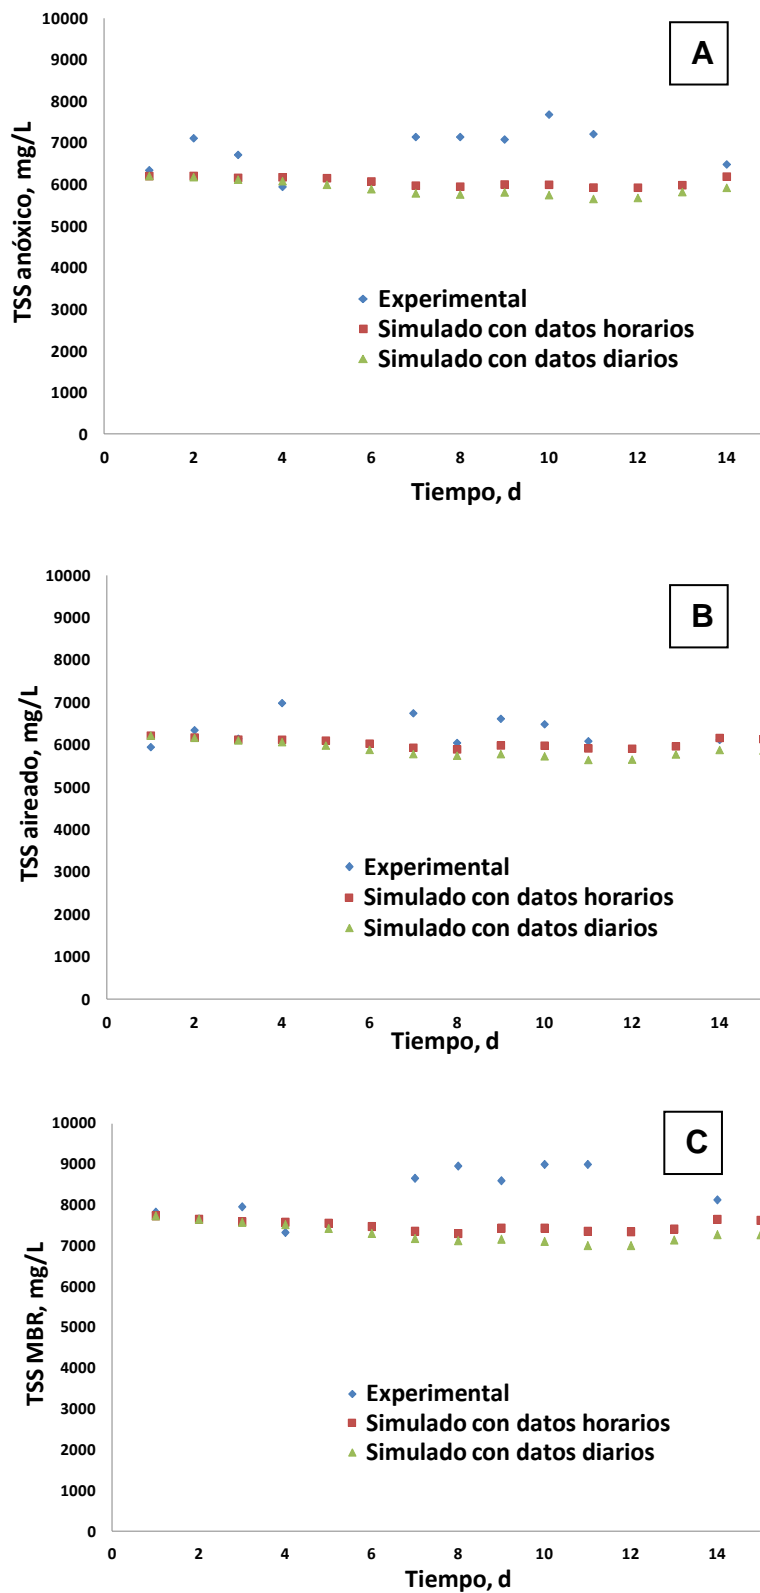 10000
A
9000
8000
7000
6000
5000
4000
3000
2000
1000
0
TSS anóxico, mg/L
Experimental
Simulado con datos horarios
Simulado con datos diarios
0 2 4 6 8 10 12 14
Tiempo, d
10000
B
9000
8000
7000
6000
5000
4000
3000
2000
1000
0
TSS aireado, mg/L
Experimental
Simulado con datos horarios
Simulado con datos diarios
0 2 4 6 8 10 12 14
Tiempo, d
10000
C
9000
8000
7000
6000
5000
4000
3000
2000
1000
0
TSS MBR, mg/L
Experimental
Simulado con datos horarios
Simulado con datos diarios
0 2 4 6 8 10 12 14
Tiempo, d